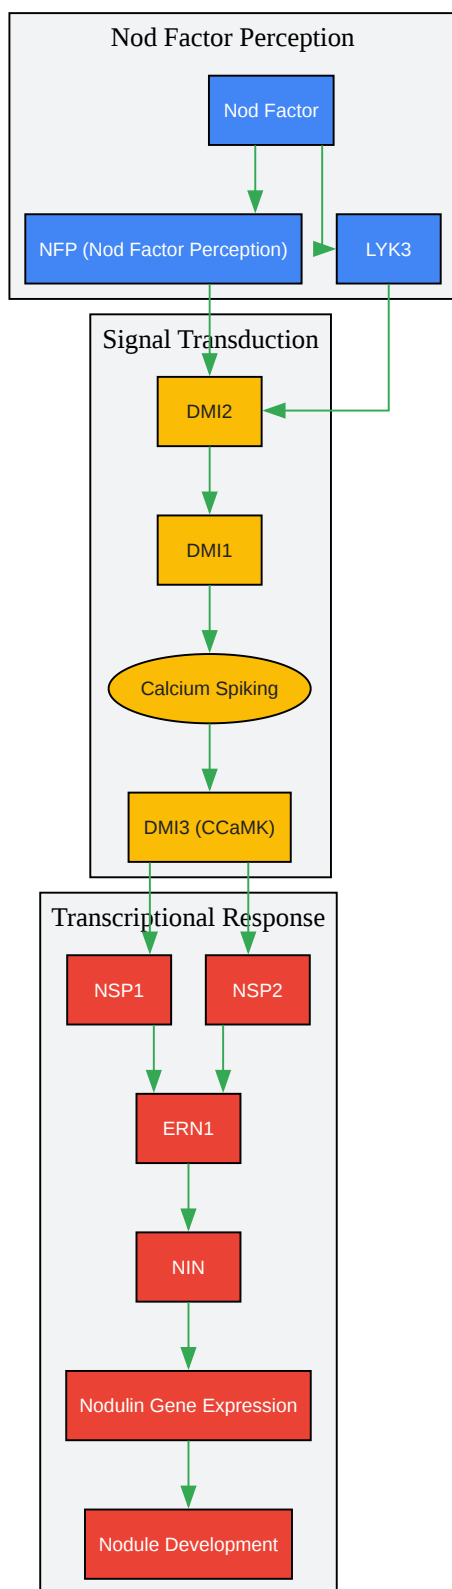 Nod Factor Perception
Nod Factor
NFP (Nod Factor Perception)
LYK3
Signal Transduction
DMI2
DMI1
Calcium Spiking
DMI3 (CCaMK)
Transcriptional Response
NSP1
NSP2
ERN1
NIN
Nodulin Gene Expression
Nodule Development